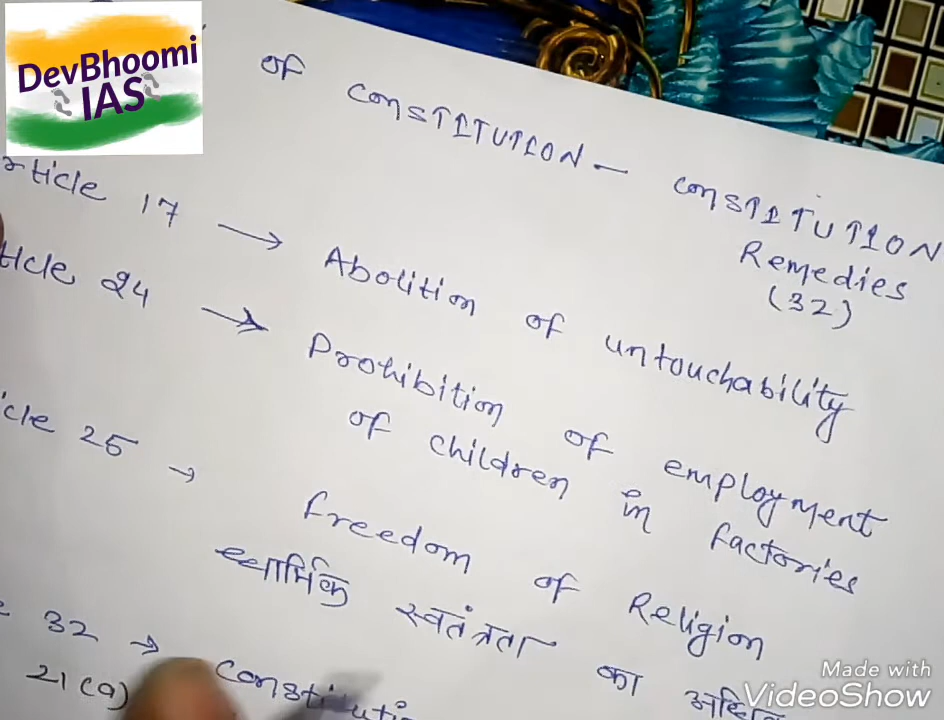 DevBhoomi
IAS
of CONSTITUTION - CONSTITUTION
Remedies
(32)
rticle 17 → Abolition of untouchability
ticle 24 → Prohibition of employment
of children in factories
icle 25 → freedom of Religion
धार्मिक स्वतंत्रता का
32 →
21 (a)
Made with
VideoShow